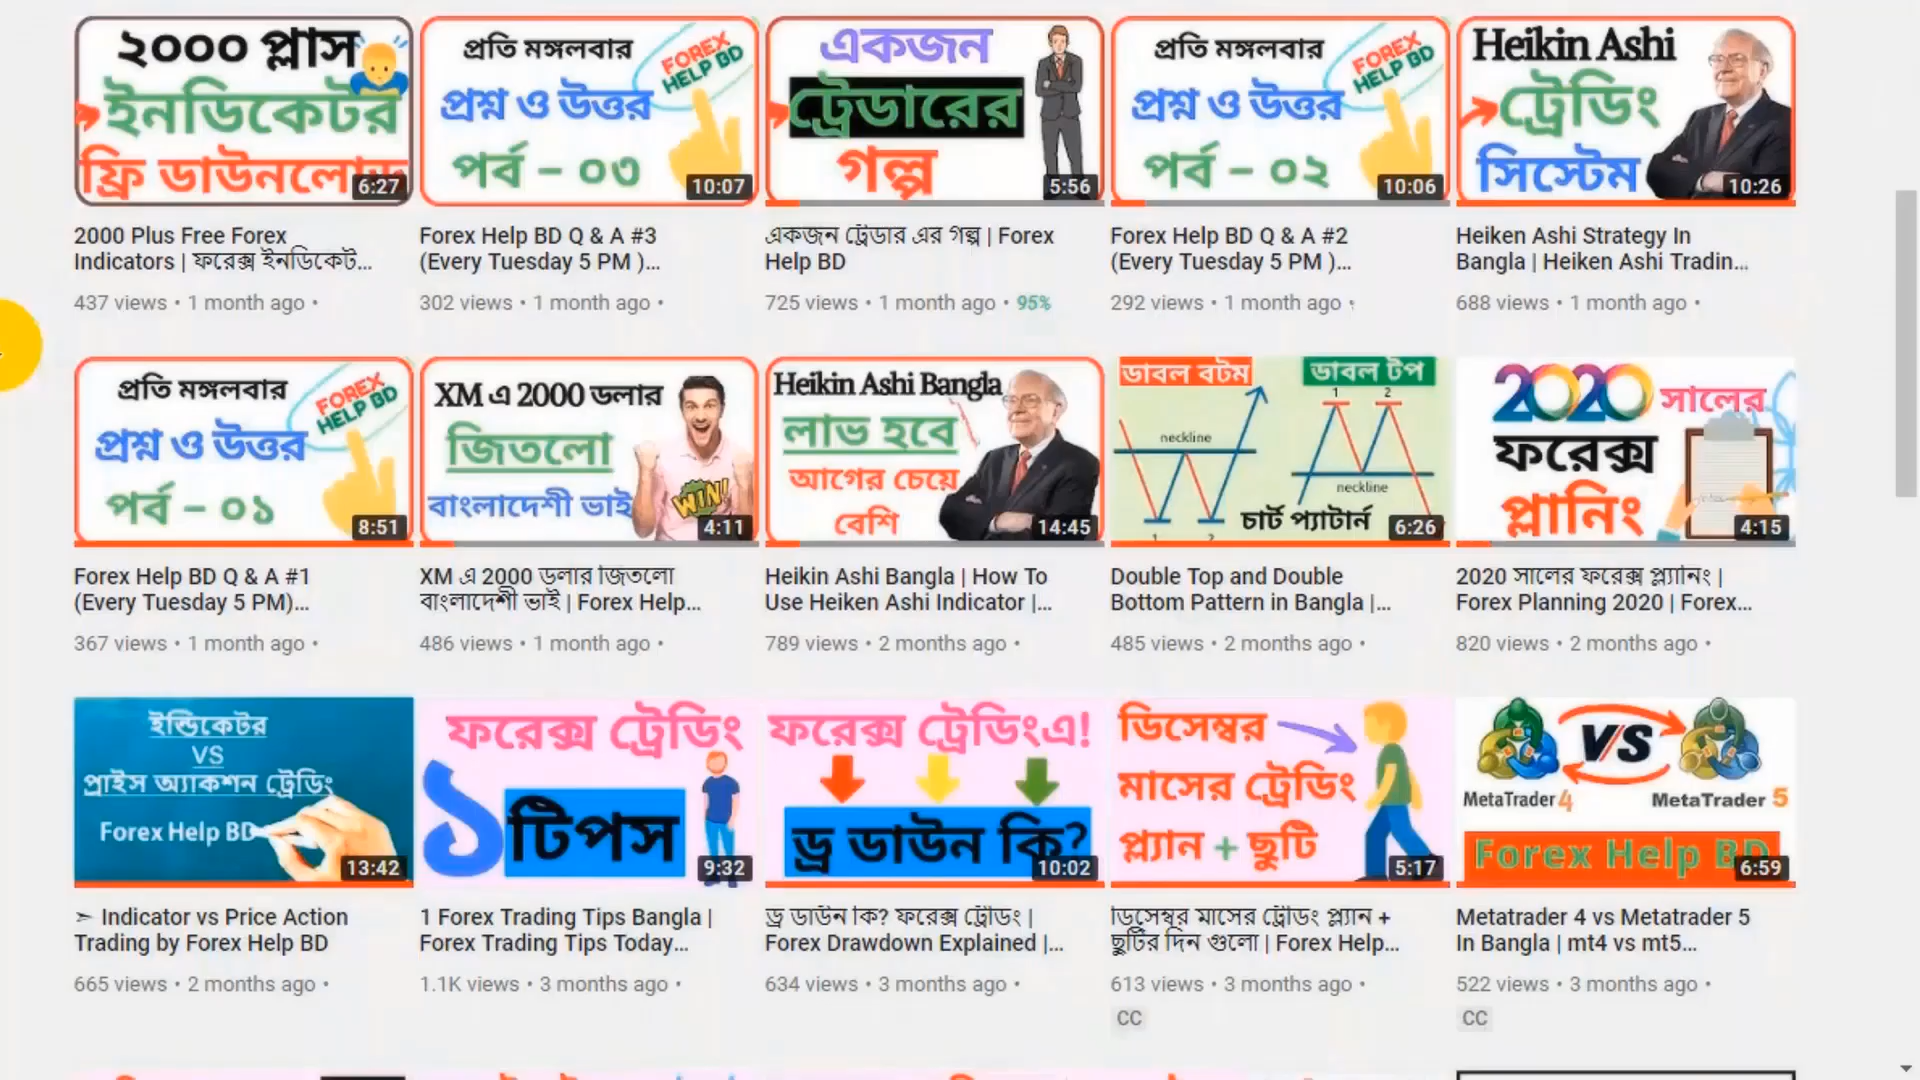 ২০০০ প্লাস
ইনডিকেটর
ফ্রি ডাউনলোড
6:27
2000 Plus Free Forex
Indicators | ফরেক্স ইনডিকেট...
437 views • 1 month ago •
প্রতি মঙ্গলবার
FOREX
HELP BD
প্রশ্ন ও উত্তর
পর্ব – ০৩
10:07
Forex Help BD Q & A #3
(Every Tuesday 5 PM )...
302 views • 1 month ago •
একজন
ট্রেডারের
গল্প
5:56
একজন ট্রেডার এর গল্প | Forex
Help BD
725 views • 1 month ago • 95%
প্রতি মঙ্গলবার
FOREX
HELP BD
প্রশ্ন ও উত্তর
পর্ব – ০২
10:06
Forex Help BD Q & A #2
(Every Tuesday 5 PM )...
292 views • 1 month ago •
Heikin Ashi
ট্রেডিং
সিস্টেম
10:26
Heiken Ashi Strategy In
Bangla | Heiken Ashi Tradin...
688 views • 1 month ago •
প্রতি মঙ্গলবার
FOREX
HELP BD
প্রশ্ন ও উত্তর
পর্ব – ০১
8:51
Forex Help BD Q & A #1
(Every Tuesday 5 PM)...
367 views • 1 month ago •
XM এ 2000 ডলার
জিতলো
বাংলাদেশী ভাই
WIN!
4:11
XM এ 2000 ডলার জিতলো
বাংলাদেশী ভাই | Forex Help...
486 views • 1 month ago •
Heikin Ashi Bangla
লাভ হবে
আগের চেয়ে
বেশি
14:45
Heikin Ashi Bangla | How To
Use Heiken Ashi Indicator |...
789 views • 2 months ago •
ডাবল বটম
ডাবল টপ
1 2
neckline
neckline
চার্ট প্যাটার্ন
1 2
6:26
Double Top and Double
Bottom Pattern in Bangla |...
485 views • 2 months ago •
2020 সালের
ফরেক্স
প্লানিং
4:15
2020 সালের ফরেক্স প্ল্যানিং |
Forex Planning 2020 | Forex...
820 views • 2 months ago •
ইন্ডিকেটর
VS
প্রাইস অ্যাকশন ট্রেডিং
Forex Help BD
13:42
➣ Indicator vs Price Action
Trading by Forex Help BD
665 views • 2 months ago •
ফরেক্স ট্রেডিং
১ টিপস
9:32
1 Forex Trading Tips Bangla |
Forex Trading Tips Today...
1.1K views • 3 months ago •
ফরেক্স ট্রেডিংএ!
ড্র ডাউন কি?
10:02
ড্র ডাউন কি? ফরেক্স ট্রেডিং |
Forex Drawdown Explained |...
634 views • 3 months ago •
ডিসেম্বর
মাসের ট্রেডিং
প্ল্যান + ছুটি
5:17
ডিসেম্বর মাসের ট্রেডিং প্ল্যান +
ছুটির দিন গুলো | Forex Help...
613 views • 3 months ago •
CC
VS
MetaTrader 4
MetaTrader 5
Forex Help BD
6:59
Metatrader 4 vs Metatrader 5
In Bangla | mt4 vs mt5...
522 views • 3 months ago •
CC